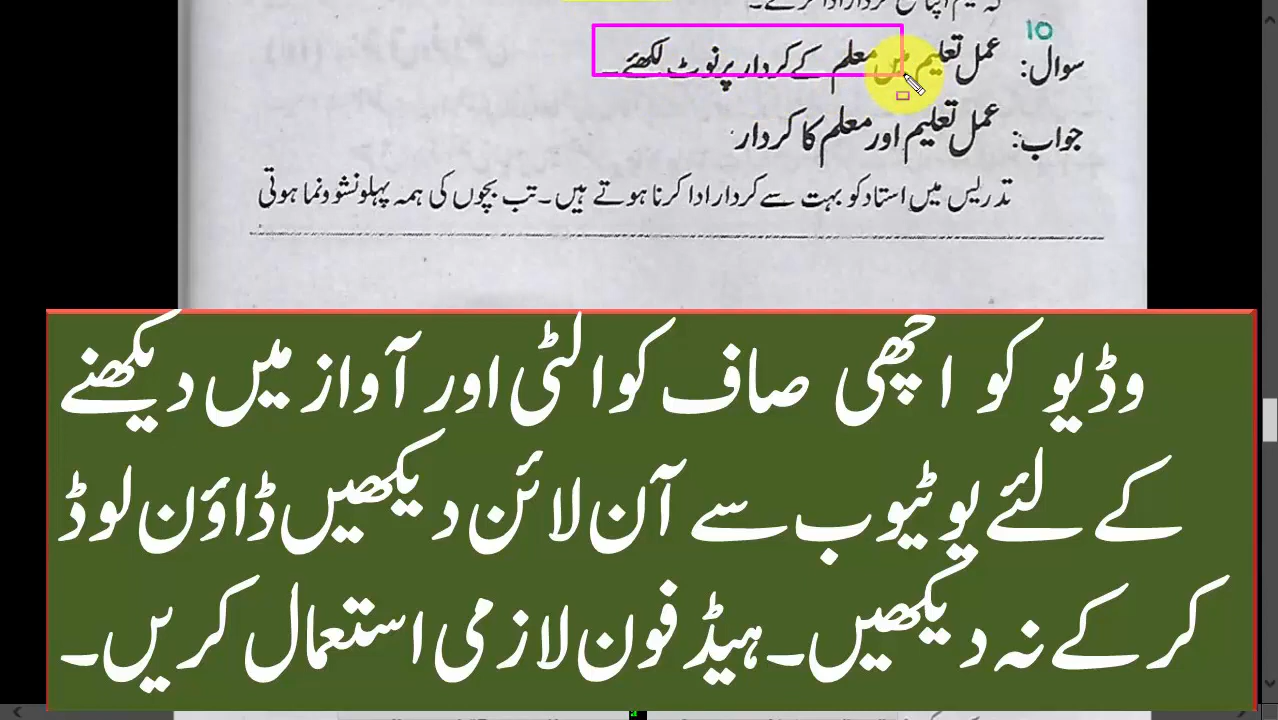 10
سوال: عمل تعلیم میں معلم کے کردار پر نوٹ لکھئے۔
جواب: عمل تعلیم اور معلم کا کردار
تدریس میں استاد کو بہت سے کردار ادا کرنا ہوتے ہیں۔ تب بچوں کی ہمہ پہلو نشوونما ہوتی
وڈیو کو اچھی صاف کوالٹی اور آواز میں دیکھنے
کے لئے یوٹیوب سے آن لائن دیکھیں ڈاؤن لوڈ
کر کے نہ دیکھیں۔ ہیڈ فون لازمی استعمال کریں۔